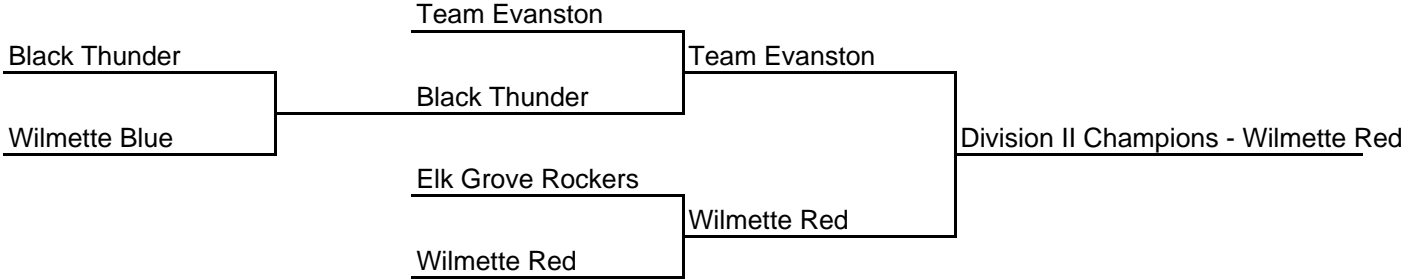 Team Evanston
Black Thunder
Team Evanston
Black Thunder
Wilmette Blue
Division II Champions - Wilmette Red
Elk Grove Rockers
Wilmette Red
Wilmette Red